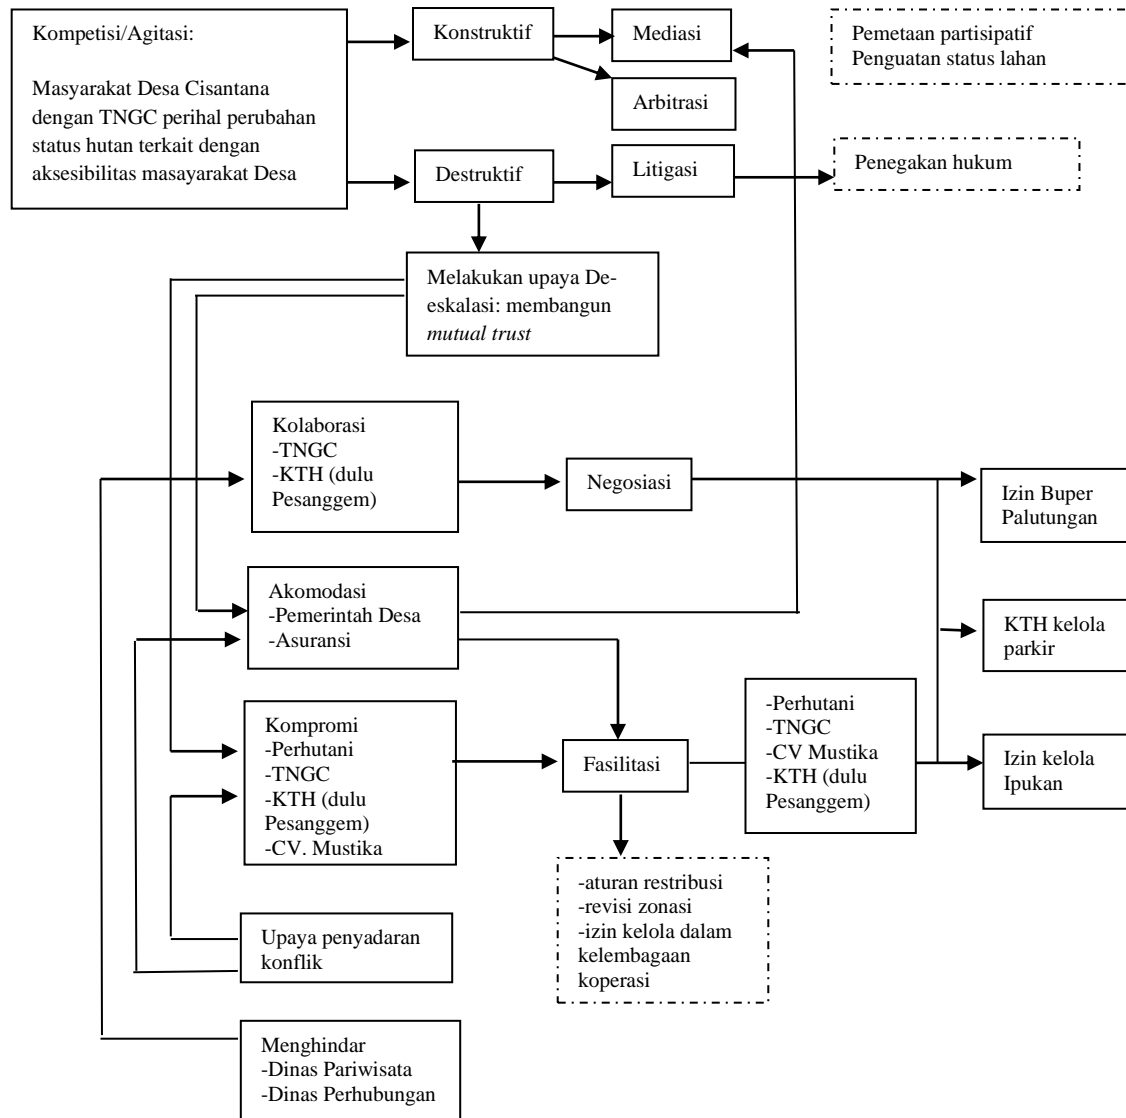 Kompetisi/Agitasi:
Masyarakat Desa Cisantana
dengan TNGC perihal perubahan
status hutan terkait dengan
aksesibilitas masayarakat Desa
Konstruktif
Mediasi
Arbitrasi
Pemetaan partisipatif
Penguatan status lahan
Destruktif
Litigasi
Penegakan hukum
Melakukan upaya De-
eskalasi: membangun
mutual trust
Kolaborasi
-TNGC
-KTH (dulu
Pesanggem)
Negosiasi
Izin Buper
Palutungan
Akomodasi
-Pemerintah Desa
-Asuransi
KTH kelola
parkir
Kompromi
-Perhutani
-TNGC
-KTH (dulu
Pesanggem)
-CV. Mustika
Fasilitasi
-Perhutani
-TNGC
-CV Mustika
-KTH (dulu
Pesanggem)
Izin kelola
Ipukan
-aturan restribusi
-revisi zonasi
-izin kelola dalam
kelembagaan
koperasi
Upaya penyadaran
konflik
Menghindar
-Dinas Pariwisata
-Dinas Perhubungan